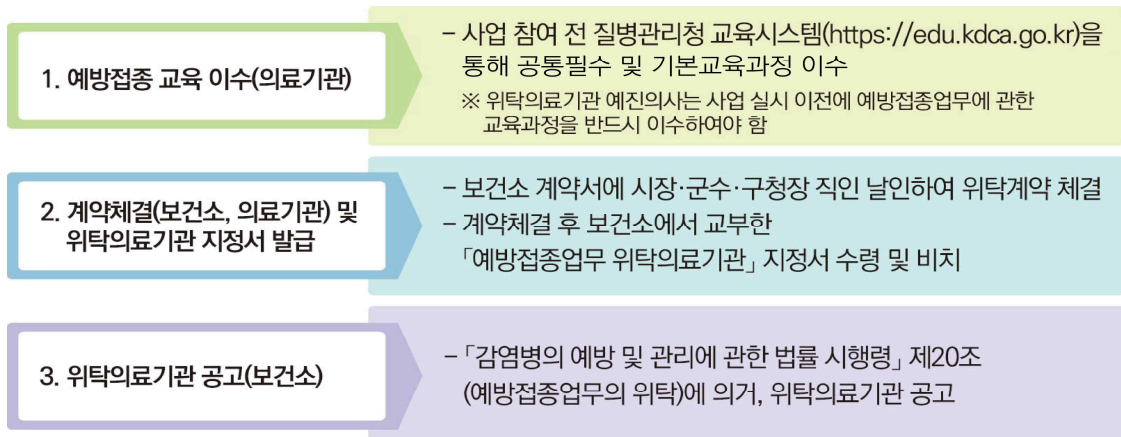 1. 예방접종 교육 이수(의료기관)
– 사업 참여 전 질병관리청 교육시스템(https://edu.kdca.go.kr)을
통해 공통필수 및 기본교육과정 이수
※ 위탁의료기관 예진의사는 사업 실시 이전에 예방접종업무에 관한
교육과정을 반드시 이수하여야 함
2. 계약체결(보건소, 의료기관) 및
위탁의료기관 지정서 발급
– 보건소 계약서에 시장·군수·구청장 직인 날인하여 위탁계약 체결
– 계약체결 후 보건소에서 교부한
「예방접종업무 위탁의료기관」 지정서 수령 및 비치
3. 위탁의료기관 공고(보건소)
– 「감염병의 예방 및 관리에 관한 법률 시행령」 제20조
(예방접종업무의 위탁)에 의거, 위탁의료기관 공고